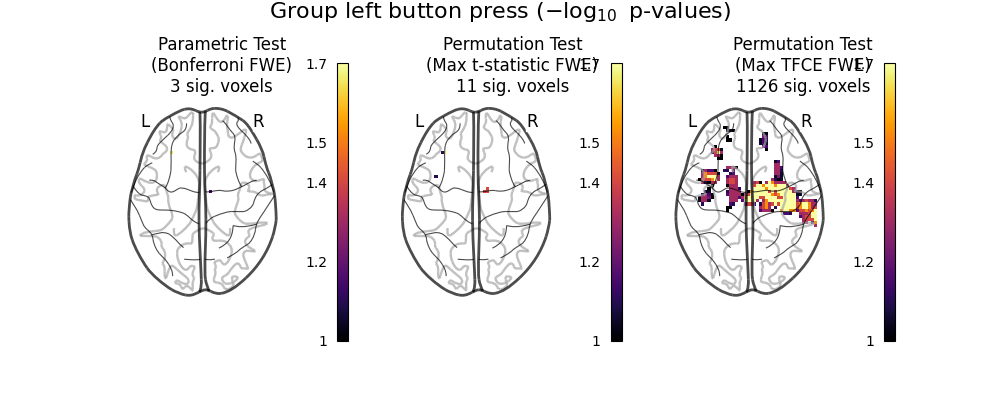 Group left button press (−log₁₀ p-values)
Parametric Test
(Bonferroni FWE)
3 sig. voxels
1.7
1.5
1.4
1.2
1
L R
Permutation Test
(Max t-statistic FWE)
11 sig. voxels
1.7
1.5
1.4
1.2
1
L R
Permutation Test
(Max TFCE FWE)
1126 sig. voxels
1.7
1.5
1.4
1.2
1
L R